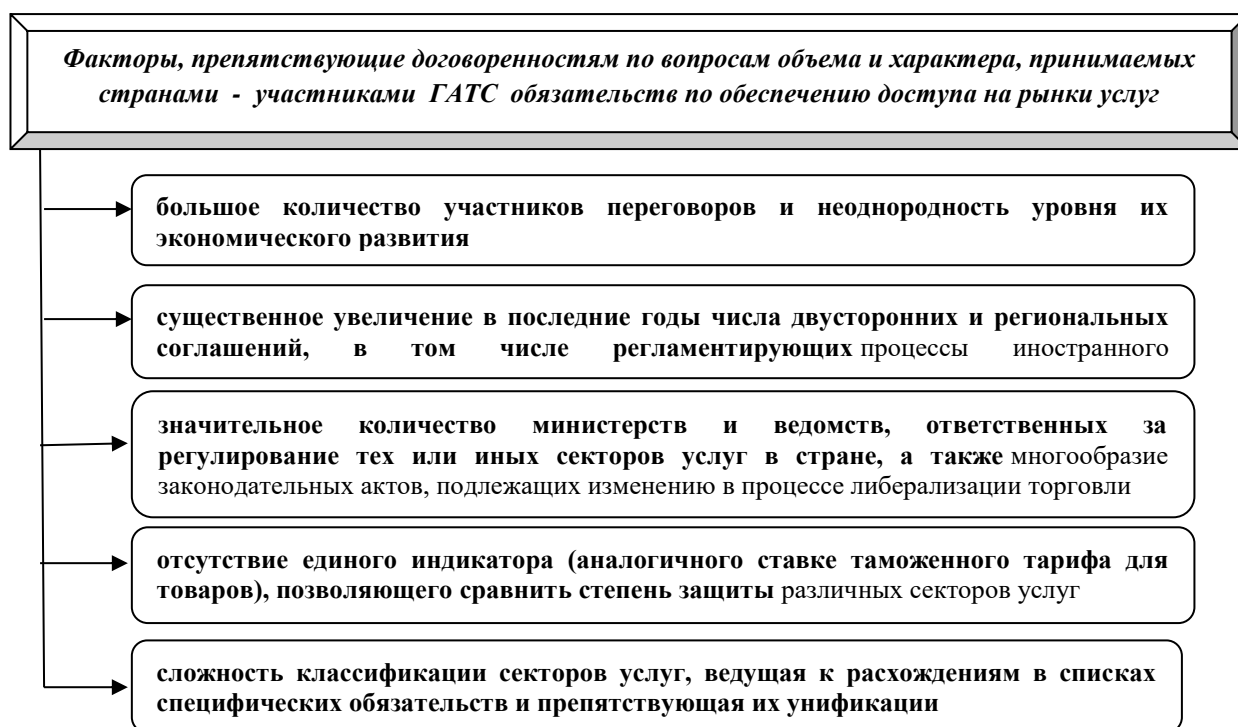 Факторы, препятствующие договоренностям по вопросам объема и характера, принимаемых
странами - участниками ГАТС обязательств по обеспечению доступа на рынки услуг
большое количество участников переговоров и неоднородность уровня их
экономического развития
существенное увеличение в последние годы числа двусторонних и региональных
соглашений, в том числе регламентирующих процессы иностранного
значительное количество министерств и ведомств, ответственных за
регулирование тех или иных секторов услуг в стране, а также многообразие
законодательных актов, подлежащих изменению в процессе либерализации торговли
отсутствие единого индикатора (аналогичного ставке таможенного тарифа для
товаров), позволяющего сравнить степень защиты различных секторов услуг
сложность классификации секторов услуг, ведущая к расхождениям в списках
специфических обязательств и препятствующая их унификации